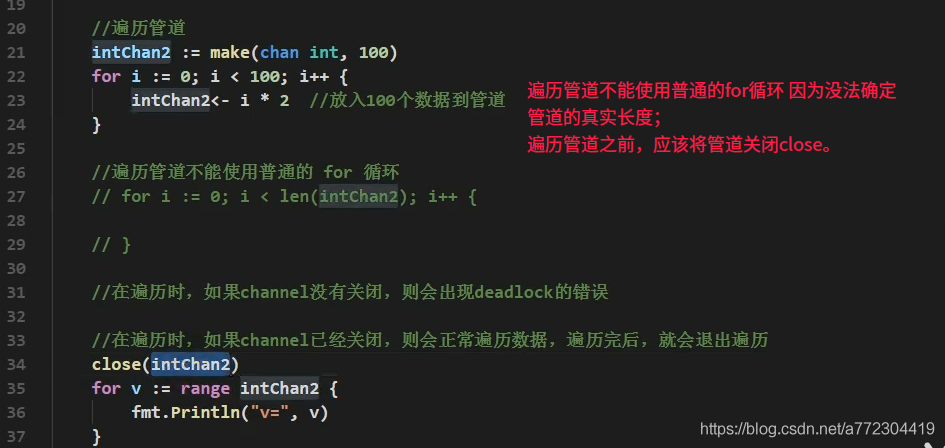 19
20 //遍历管道
21 intChan2 := make(chan int, 100)
22 for i := 0; i < 100; i++ {
23 intChan2<- i * 2 //放入100个数据到管道
24 }
25
26 //遍历管道不能使用普通的 for 循环
27 // for i := 0; i < len(intChan2); i++ {
28
29 // }
30
31 //在遍历时，如果channel没有关闭，则会出现deadlock的错误
32
33 //在遍历时，如果channel已经关闭，则会正常遍历数据，遍历完后，就会退出遍历
34 close(intChan2)
35 for v := range intChan2 {
36 fmt.Println("v=", v)
37 }
遍历管道不能使用普通的for循环 因为没法确定
管道的真实长度；
遍历管道之前，应该将管道关闭close。
https://blog.csdn.net/a772304419